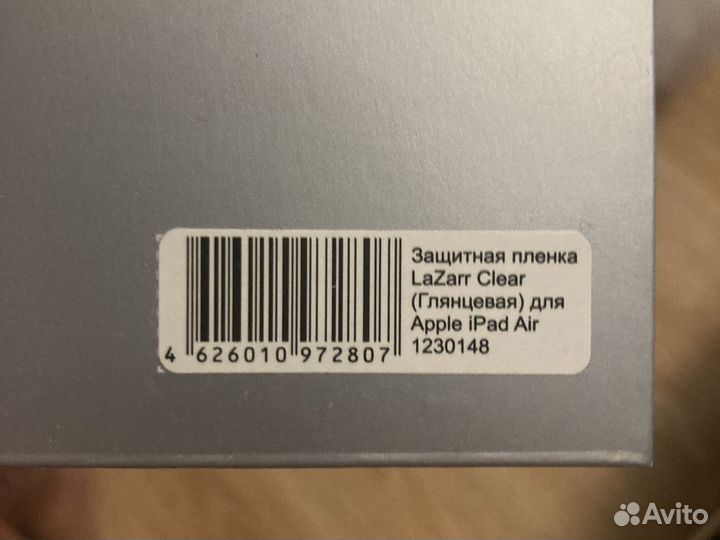 Защитная пленка
LaZarr Clear
(Глянцевая) для
Apple iPad Air
1230148
4 626010 972807
Avito